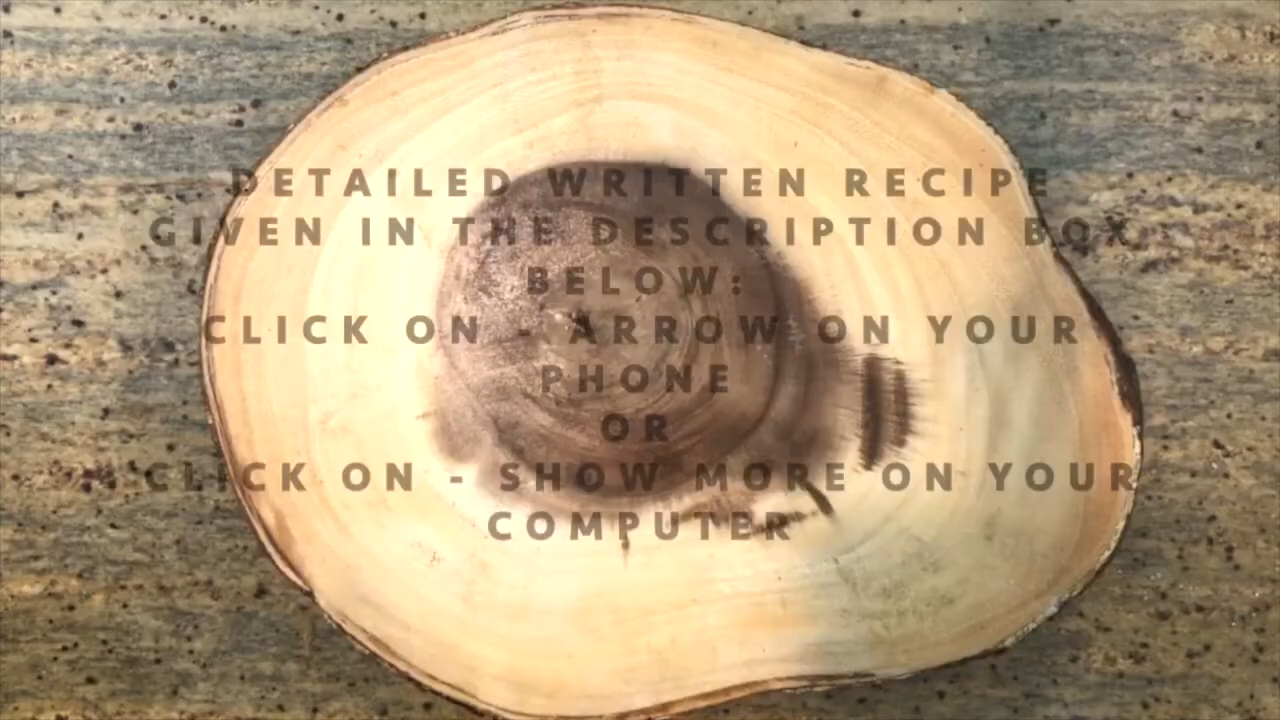 DETAILED WRITTEN RECIPE
GIVEN IN THE DESCRIPTION BOX
BELOW:
CLICK ON - ARROW ON YOUR
PHONE
OR
CLICK ON - SHOW MORE ON YOUR
COMPUTER